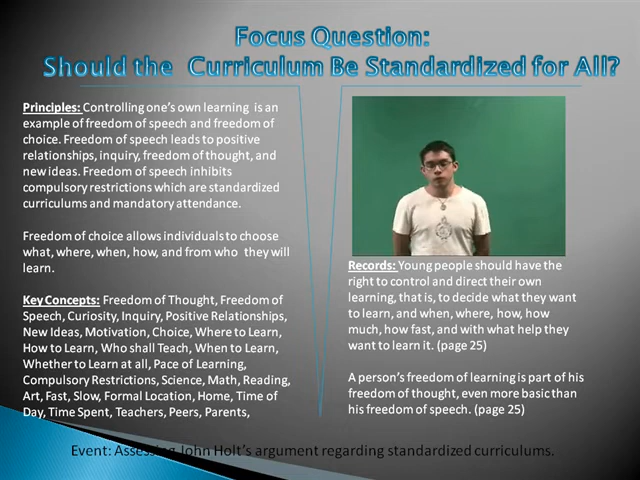 Focus Question:
Should the Curriculum Be Standardized for All?
Principles: Controlling one's own learning is an
example of freedom of speech and freedom of
choice. Freedom of speech leads to positive
relationships, inquiry, freedom of thought, and
new ideas. Freedom of speech inhibits
compulsory restrictions which are standardized
curriculums and mandatory attendance.
Freedom of choice allows individuals to choose
what, where, when, how, and from who they will
learn.
Key Concepts: Freedom of Thought, Freedom of
Speech, Curiosity, Inquiry, Positive Relationships,
New Ideas, Motivation, Choice, Where to Learn,
How to Learn, Who shall Teach, When to Learn,
Whether to Learn at all, Pace of Learning,
Compulsory Restrictions, Science, Math, Reading,
Art, Fast, Slow, Formal Location, Home, Time of
Day, Time Spent, Teachers, Peers, Parents,
Records: Young people should have the
right to control and direct their own
learning, that is, to decide what they want
to learn, and when, where, how, how
much, how fast, and with what help they
want to learn it. (page 25)
A person's freedom of learning is part of his
freedom of thought, even more basic than
his freedom of speech. (page 25)
Event: Assessing John Holt's argument regarding standardized curriculums.